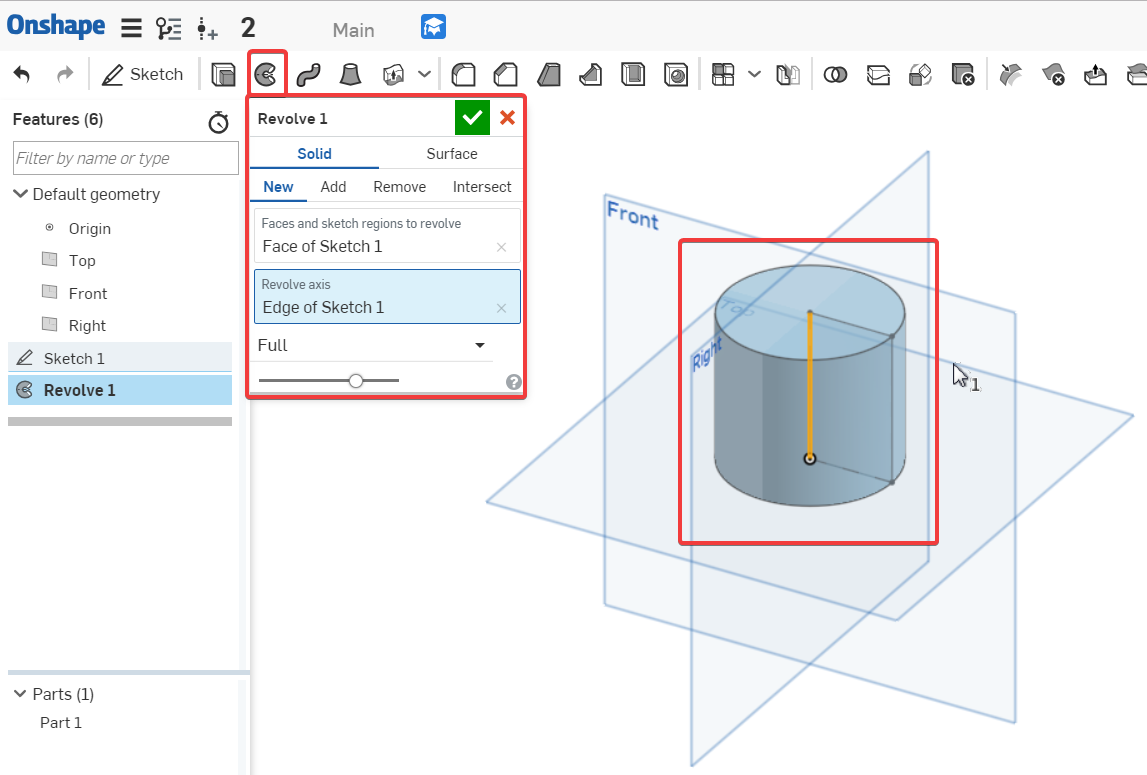 Onshape
2
Main
Sketch
Features (6)
Filter by name or type
Default geometry
Origin
Top
Front
Right
Sketch 1
Revolve 1
Parts (1)
Part 1
Revolve 1
Solid
Surface
New
Add
Remove
Intersect
Faces and sketch regions to revolve
Face of Sketch 1
Revolve axis
Edge of Sketch 1
Full
?
Front
Top
Right
1